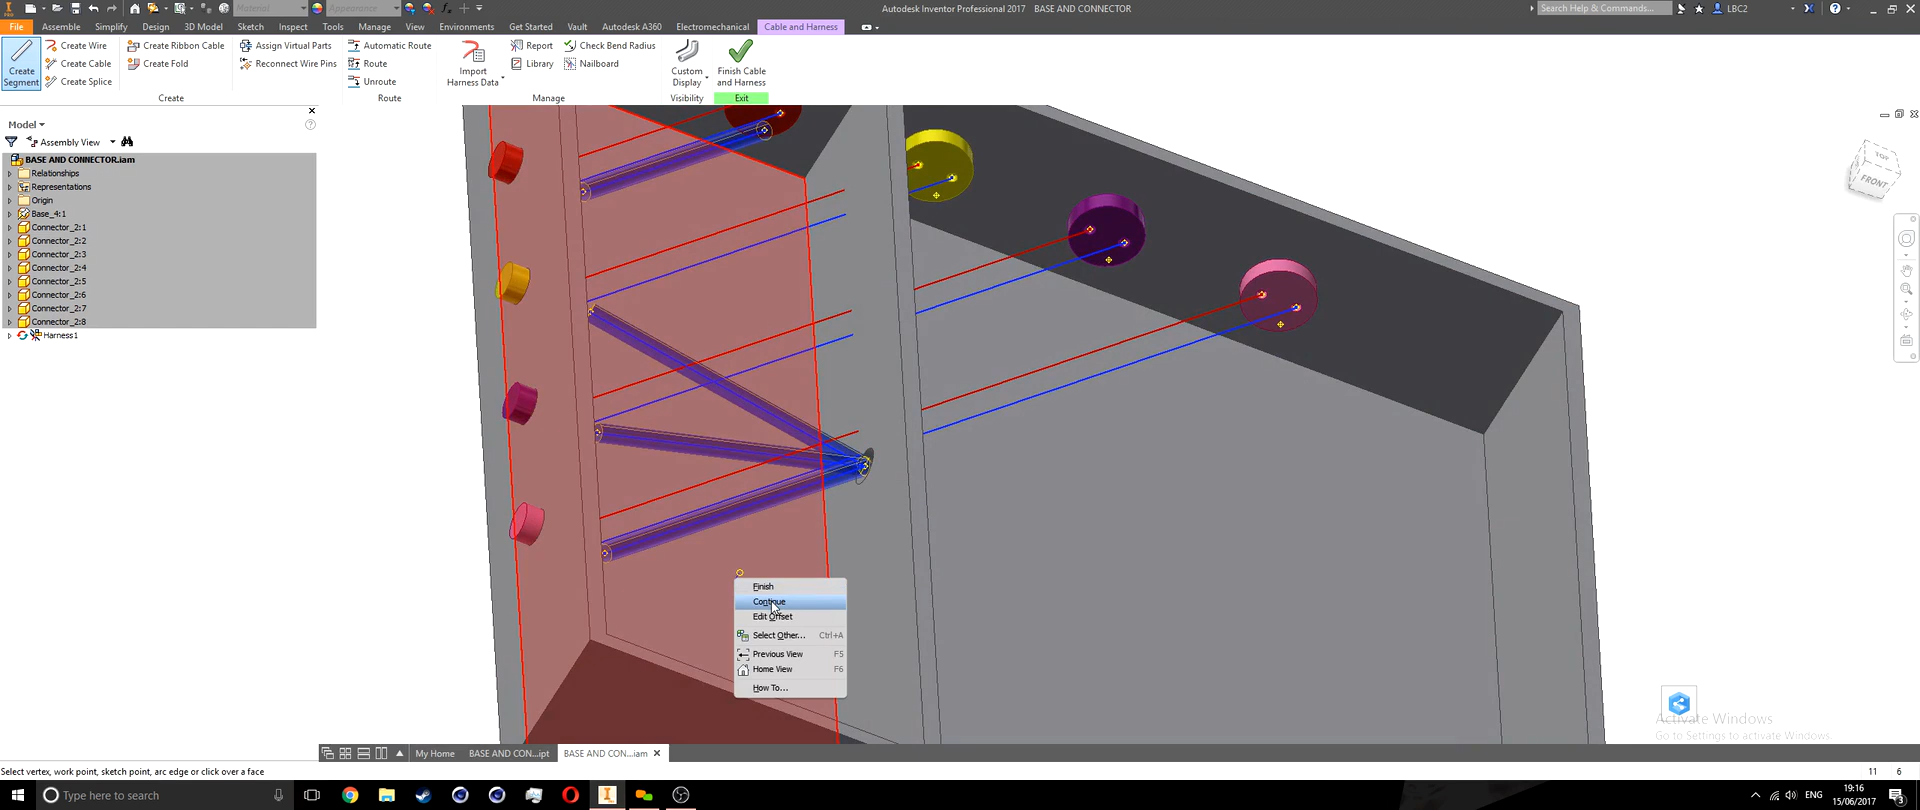 Material
Appearance
Autodesk Inventor Professional 2017 BASE AND CONNECTOR
Search Help & Commands...
LBC2
File Assembly Simplify Design 3D Model Sketch Inspect Tools Manage View Environments Get Started Vault Autodesk A360 Electromechanical Cable and Harness
Create Segment
Create Wire
Create Cable
Create Splice
Create Ribbon Cable
Create Fold
Create
Assign Virtual Parts
Reconnect Wire Pins
Automatic Route
Route
Unroute
Route
Import Harness Data
Report
Library
Check Bend Radius
Nailboard
Manage
Custom Display
Visibility
Finish Cable and Harness
Exit
Model
Assembly View
BASE AND CONNECTOR.iam
Relationships
Representations
Origin
Base_4:1
Connector_2:1
Connector_2:2
Connector_2:3
Connector_2:4
Connector_2:5
Connector_2:6
Connector_2:7
Connector_2:8
Harness1
TOP
FRONT
Finish
Continue
Edit Offset
Select Other... Ctrl+A
Previous View F5
Home View F6
How To...
Activate Windows
Go to Settings to activate Windows.
My Home BASE AND CON...ipt BASE AND CON...iam
Select vertex, work point, sketch point, arc edge or click over a face
11 6
Type here to search
ENG
19:16
15/06/2017
3